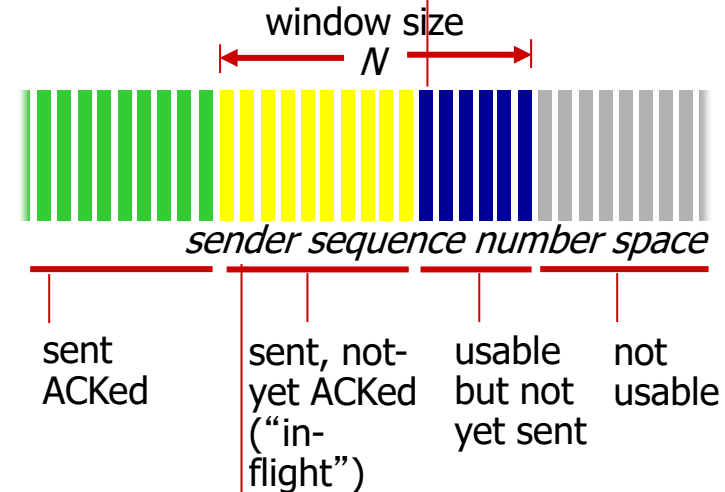 window size
N
sender sequence number space
sent
ACKed
sent, not-
yet ACKed
(“in-
flight”)
usable
but not
yet sent
not
usable